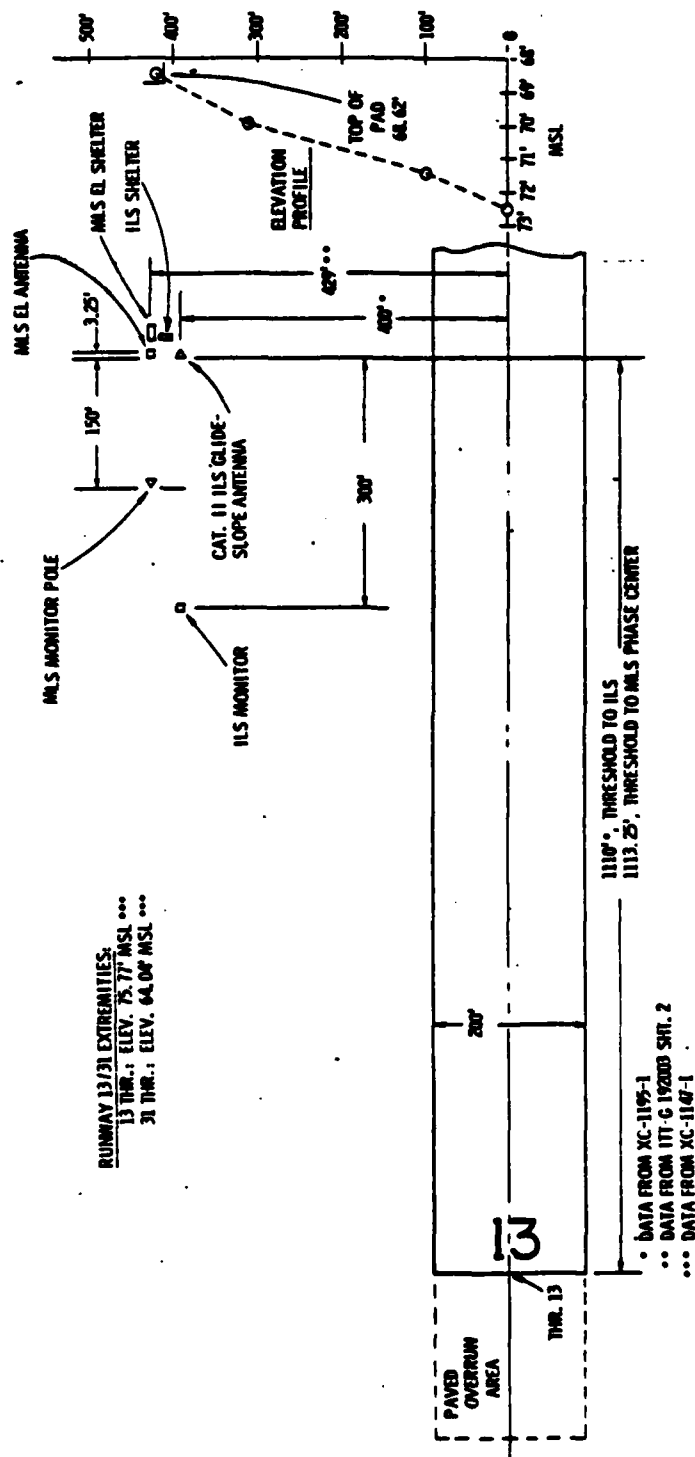 500'
400'
300'
200'
100'
0
68'
69'
70'
71'
72'
73'
MSL
TOP OF
PAD
68.62'
ELEVATION
PROFILE
MLS EL ANTENNA
MLS EL SHELTER
ILS SHELTER
3.25'
150'
429' **
400' *
300'
MLS MONITOR POLE
CAT. II ILS GLIDE-
SLOPE ANTENNA
ILS MONITOR
RUNWAY 13/31 EXTREMITIES:
13 THR.: ELEV. 75.77' MSL ***
31 THR.: ELEV. 64.04' MSL ***
200'
1110' *, THRESHOLD TO ILS
1113.25', THRESHOLD TO MLS PHASE CENTER
13
THR. 13
PAVED
OVERRUN
AREA
* DATA FROM XC-1195-1
** DATA FROM ITT-G 192003 SHT. 2
*** DATA FROM XC-1147-1